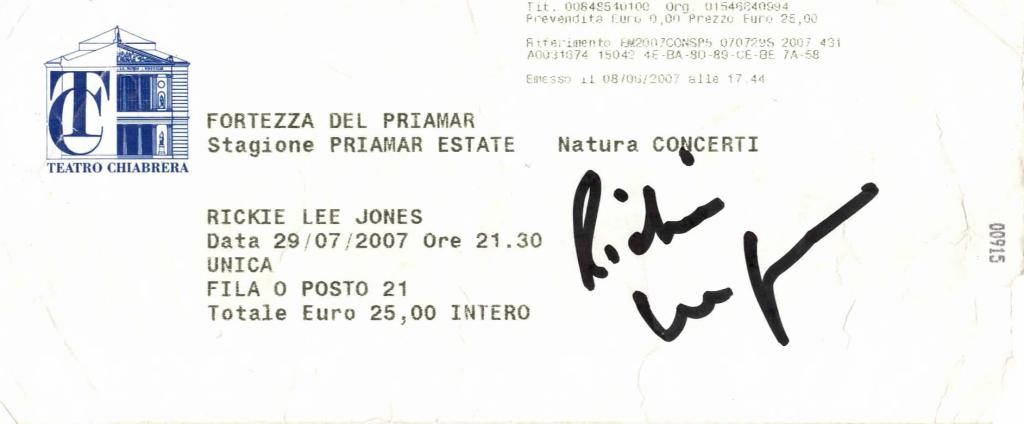 Tit. 00848540100 Org. 01546840994
Prevendita Euro 0,00 Prezzo Euro 25,00
Riferimento EM2007CONSP5 070729S 2007 431
A0031074 15042 4E-BA-8D-89-CE-BE 7A-58
Emesso il 08/06/2007 alle 17.44
TC
TEATRO CHIABRERA
FORTEZZA DEL PRIAMAR
Stagione PRIAMAR ESTATE Natura CONCERTI
RICKIE LEE JONES
Data 29/07/2007 Ore 21.30
UNICA
FILA O POSTO 21
Totale Euro 25,00 INTERO
00915